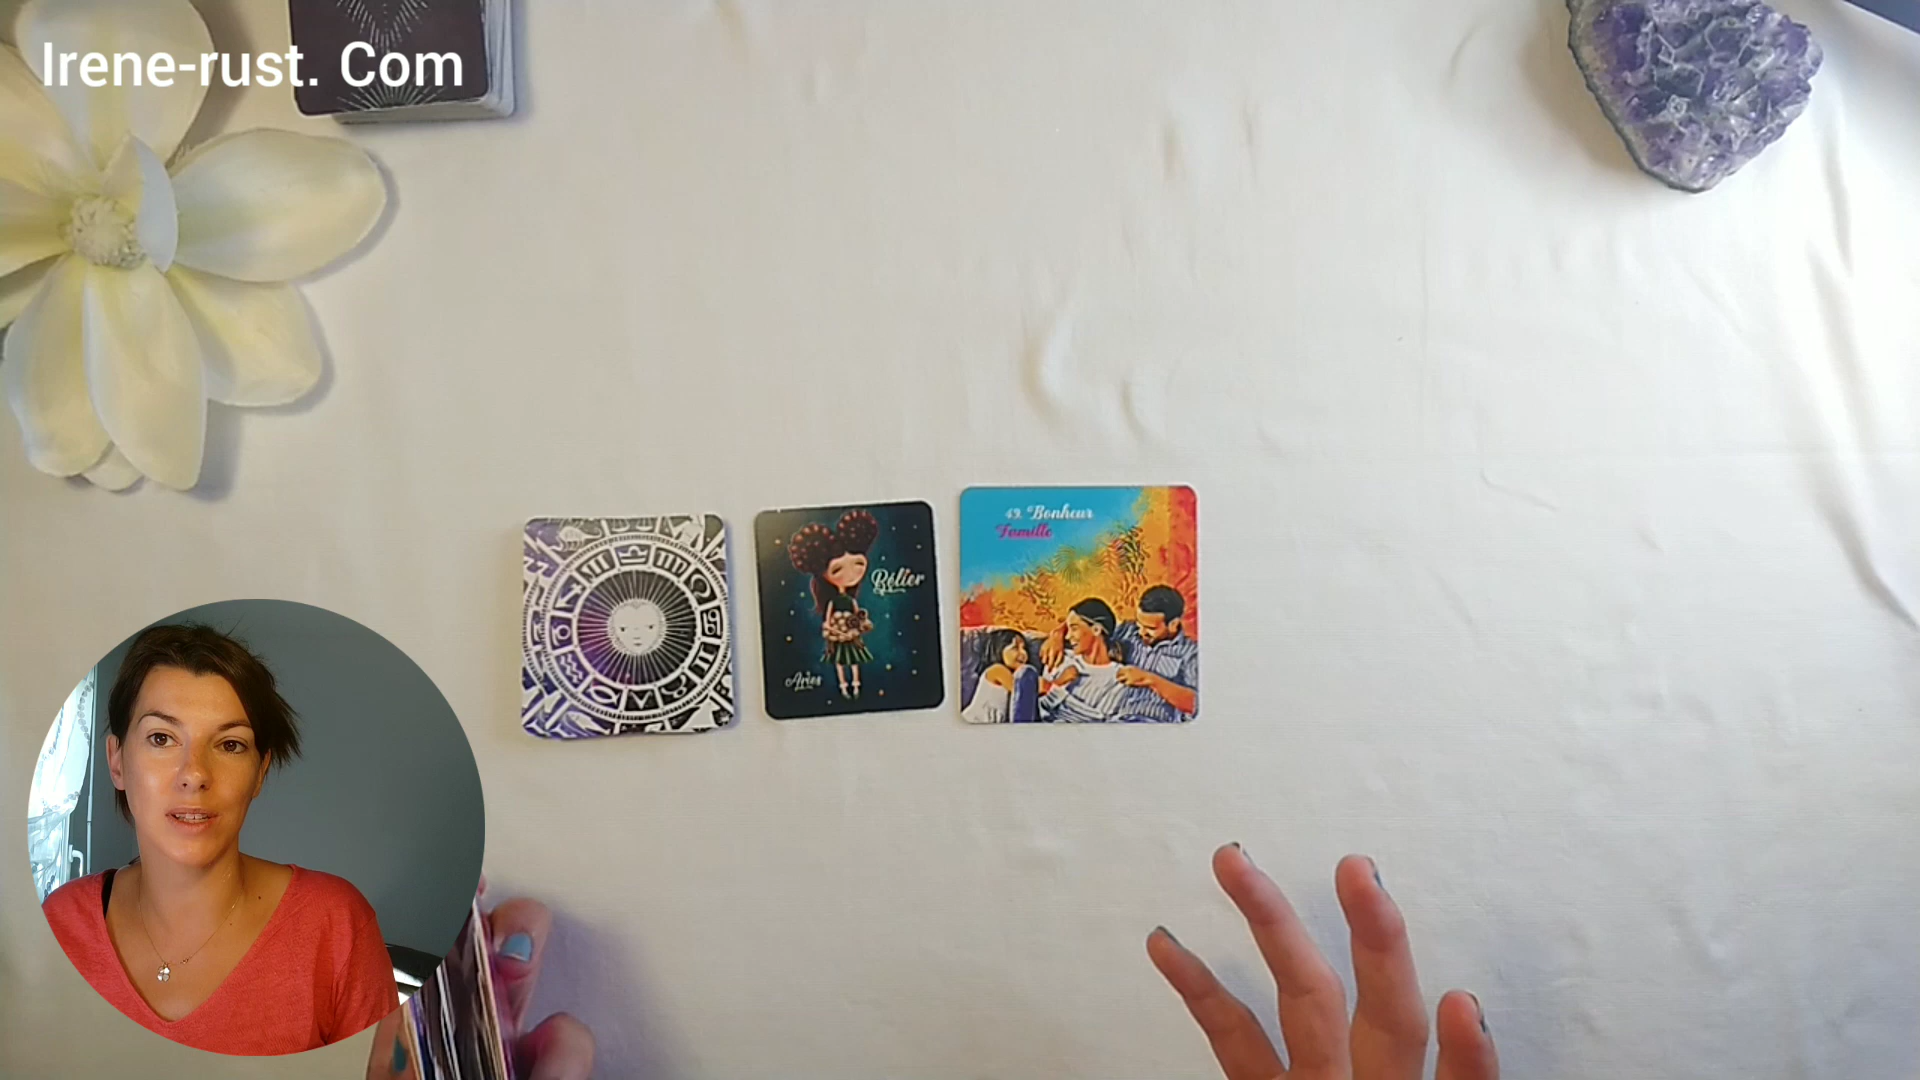 Irene-rust. Com
49. Bonheur
Famille
Bélier
Aries